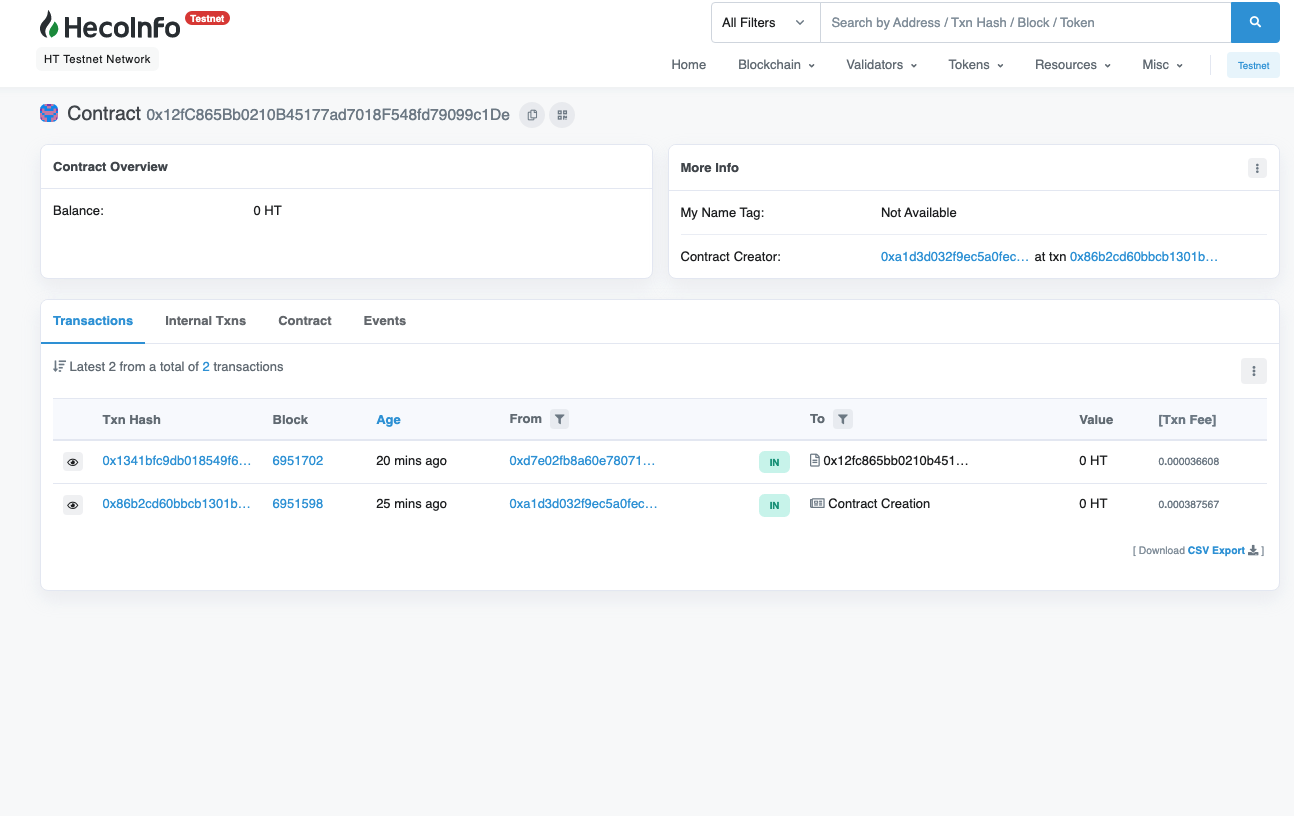 HecoInfo Testnet
HT Testnet Network
All Filters Search by Address / Txn Hash / Block / Token
Home Blockchain Validators Tokens Resources Misc Testnet
Contract 0x12fC865Bb0210B45177ad7018F548fd79099c1De
Contract Overview
Balance: 0 HT
More Info
My Name Tag: Not Available
Contract Creator: 0xa1d3d032f9ec5a0fec… at txn 0x86b2cd60bbcb1301b…
Transactions Internal Txns Contract Events
Latest 2 from a total of 2 transactions
Txn Hash Block Age From To Value [Txn Fee]
0x1341bfc9db018549f6… 6951702 20 mins ago 0xd7e02fb8a60e78071… IN 0x12fc865bb0210b451… 0 HT 0.000036608
0x86b2cd60bbcb1301b… 6951598 25 mins ago 0xa1d3d032f9ec5a0fec… IN Contract Creation 0 HT 0.000387567
[ Download CSV Export ]